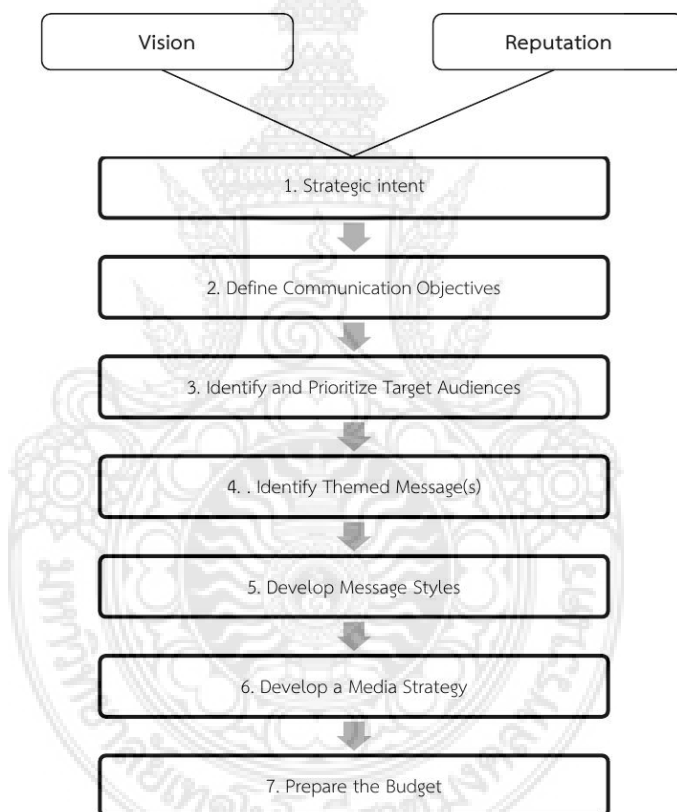 Vision
Reputation
1. Strategic intent
2. Define Communication Objectives
3. Identify and Prioritize Target Audiences
4. . Identify Themed Message(s)
5. Develop Message Styles
6. Develop a Media Strategy
7. Prepare the Budget